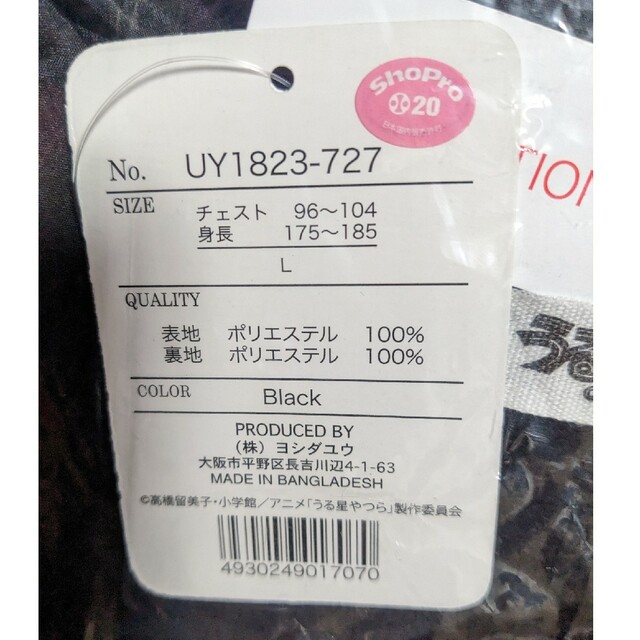 ShoPro
20
No. UY1823-727
SIZE
チェスト 96〜104
身長 175〜185
L
QUALITY
表地 ポリエステル 100%
裏地 ポリエステル 100%
COLOR Black
PRODUCED BY
(株) ヨシダユウ
大阪市平野区長吉川辺4-1-63
MADE IN BANGLADESH
©高橋留美子・小学館/アニメ「うる星やつら」製作委員会
4930249017070
TION